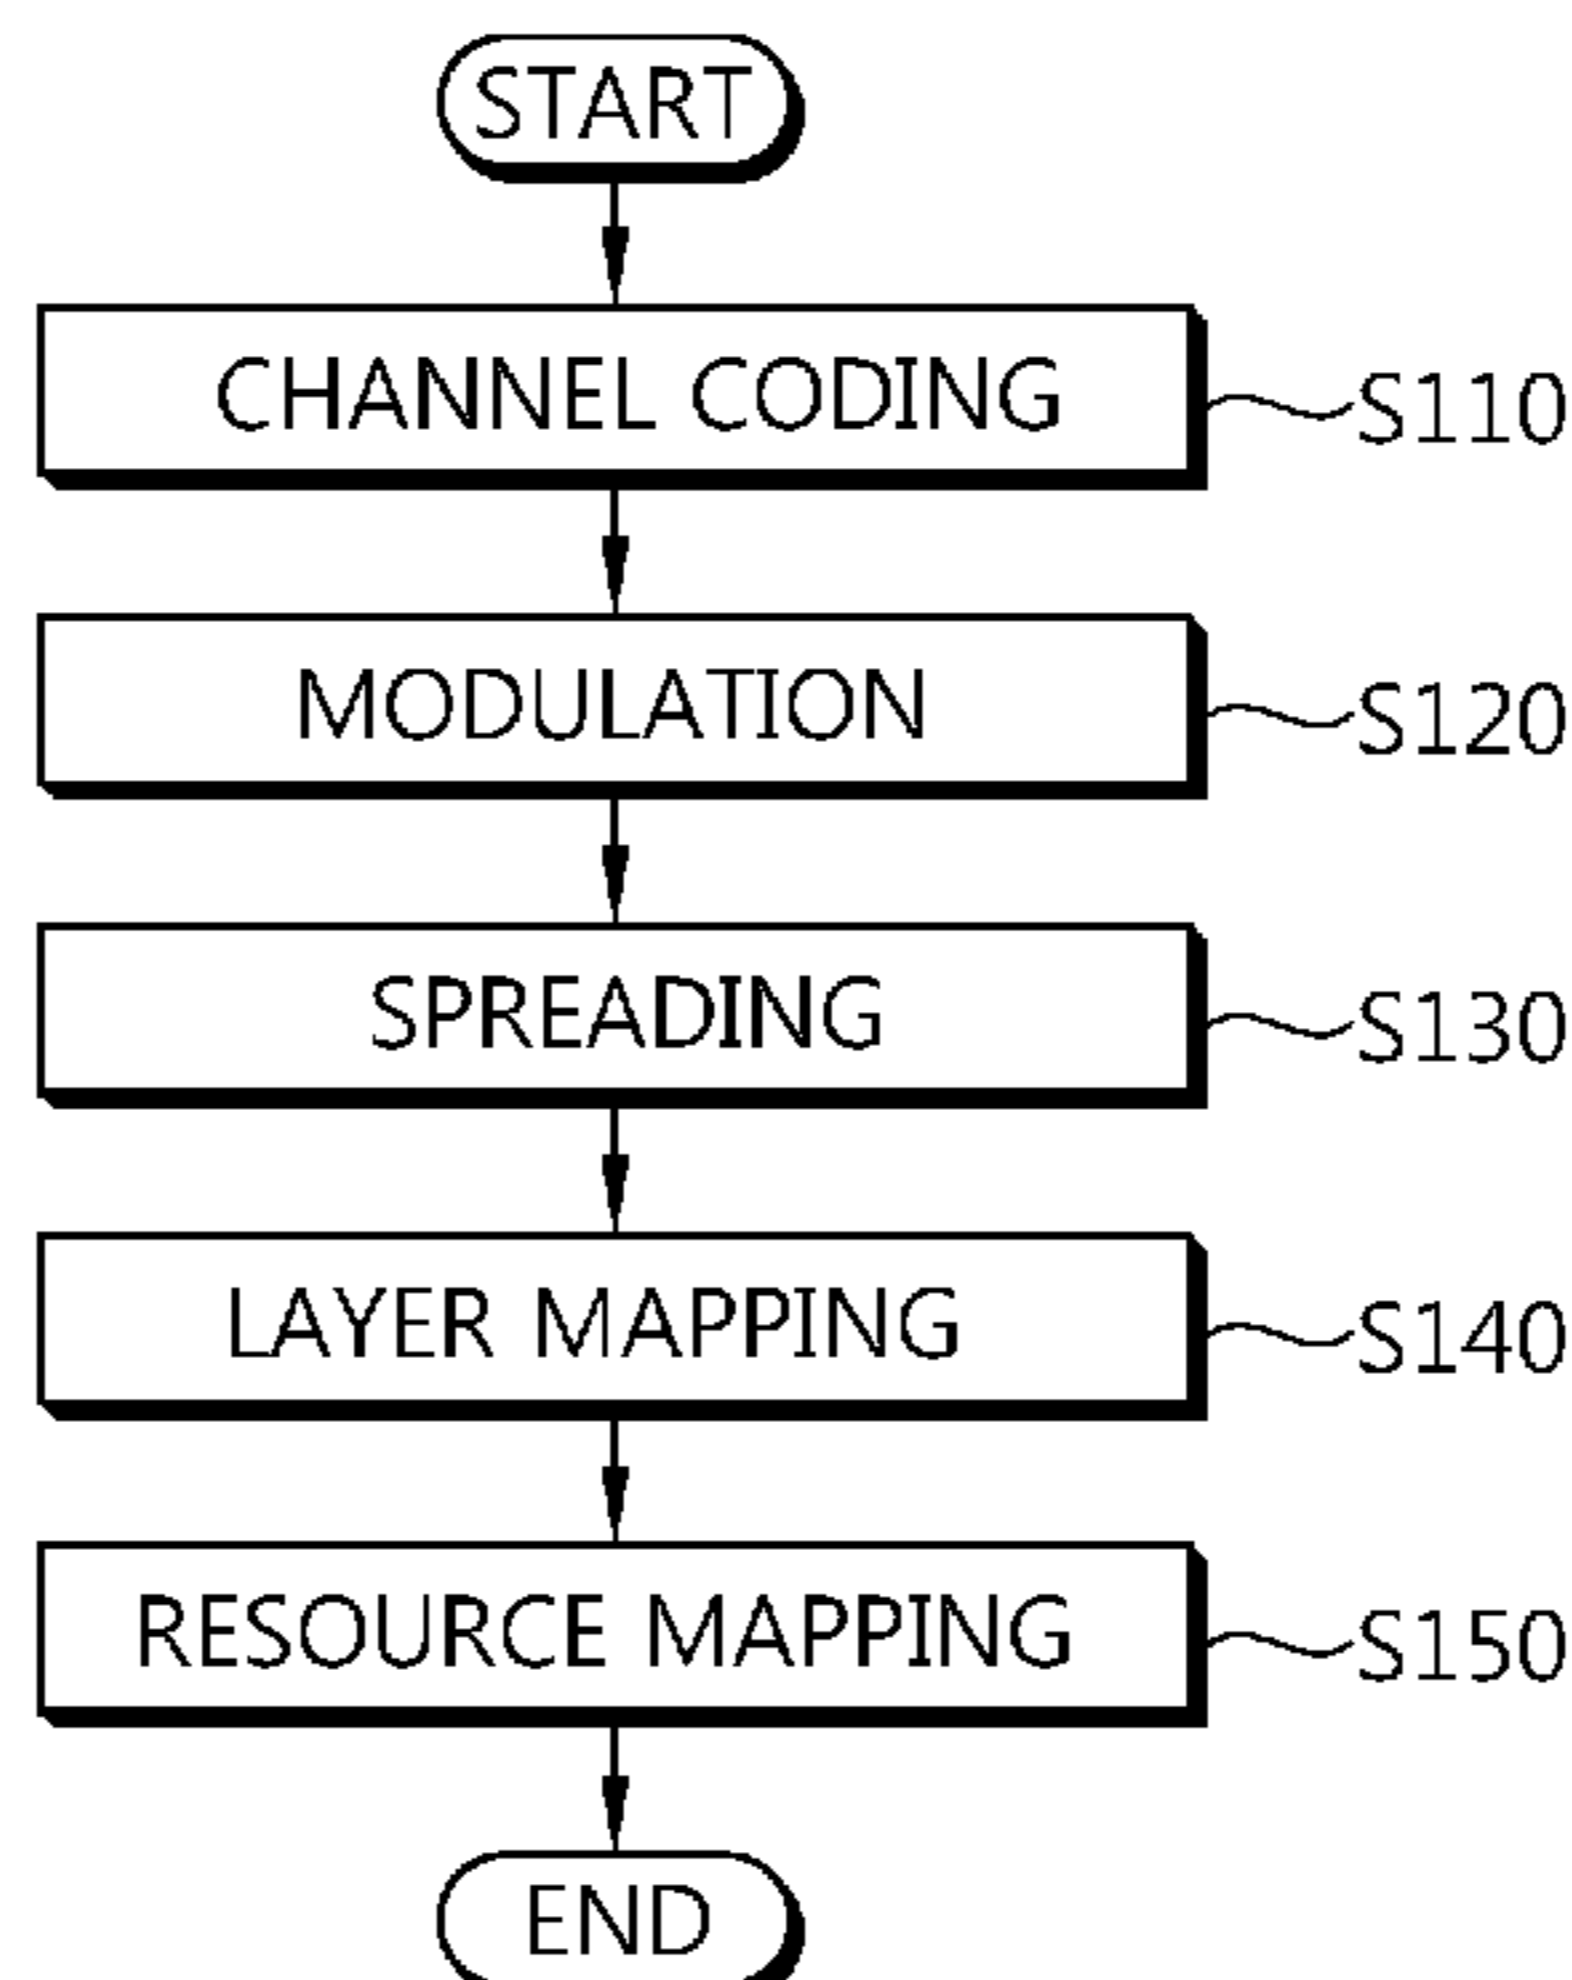 START
CHANNEL CODING
S110
MODULATION
S120
SPREADING
S130
LAYER MAPPING
S140
RESOURCE MAPPING
S150
END